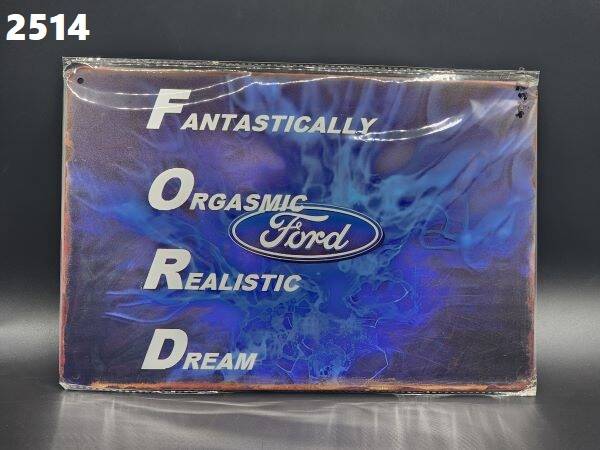 2514
FANTASTICALLY
ORGASMIC
Ford
REALISTIC
DREAM